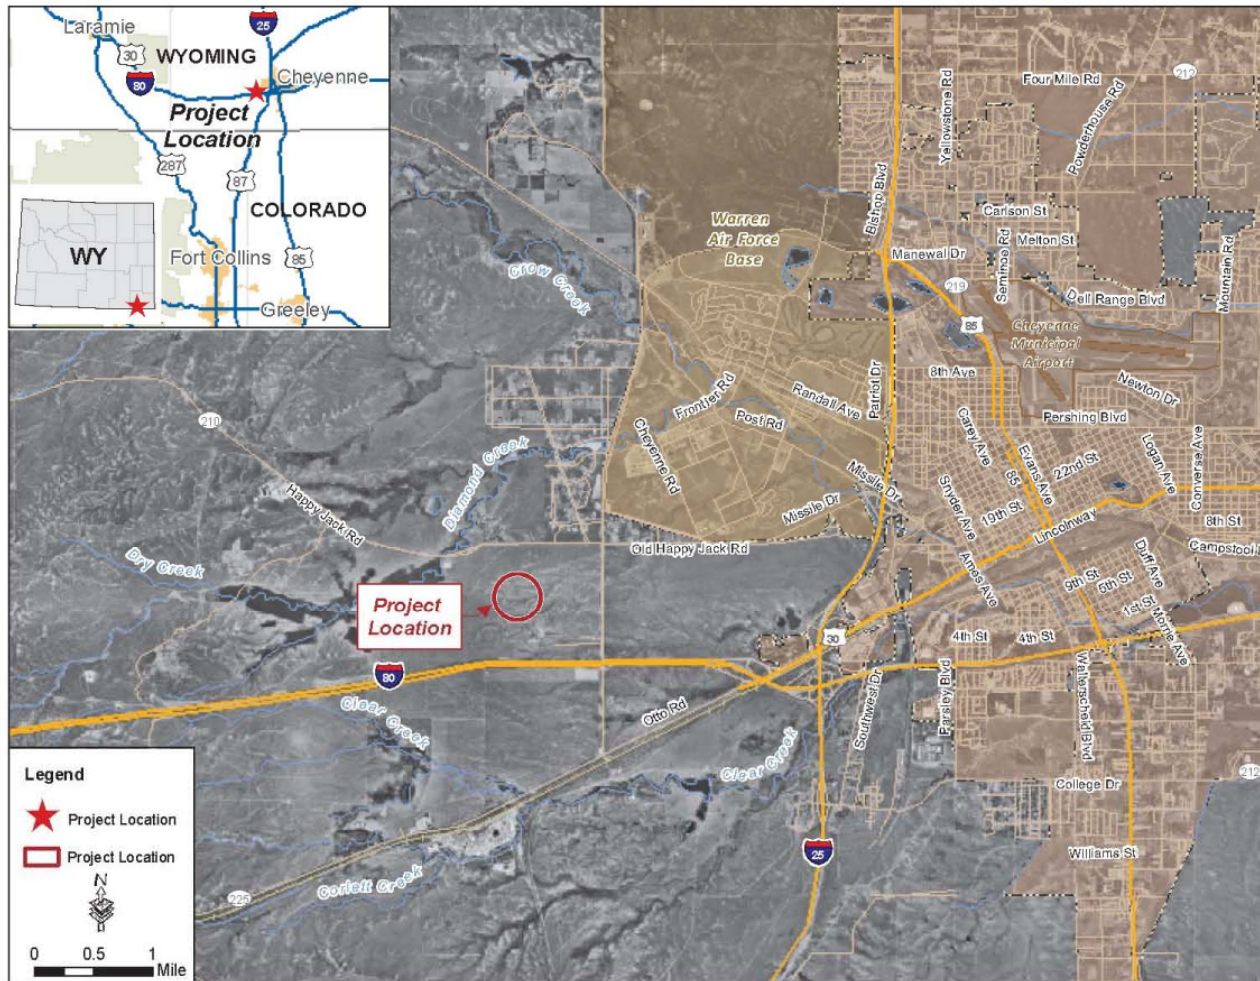 Laramie
25
30
WYOMING
80
Cheyenne
Project
Location
287
87
COLORADO
WY
Fort Collins
85
Greeley
Four Mile Rd
212
Yellowstone Rd
Powderhouse Rd
Bishop Blvd
Carlson St
Warren
Air Force
Base
Melton St
Manewal Dr
Seminoe Rd
Mountain Rd
Crow Creek
219
Dell Range Blvd
85
Cheyenne
Municipal
Airport
8th Ave
Patriot Dr
Newton Dr
Frontier Rd
Randall Ave
Pershing Blvd
210
Post Rd
Carey Ave
Cheyenne Rd
Evans Ave
22nd St
Logan Ave
Converse Ave
Diamond Creek
85
Missile Dr
Snyder Ave
19th St
Missile Dr
8th St
Happy Jack Rd
Lincolnway
Old Happy Jack Rd
Campstool
Dry Creek
Ames Ave
Duff Ave
9th St
5th St
1st St
Project
Location
30
4th St
4th St
Morrie Ave
80
Otto Rd
Southwest Dr
Parsley Blvd
Walterscheid Blvd
Clear Creek
Clear Creek
Legend
212
College Dr
Project Location
Project Location
25
Williams St
N
Corlett Creek
225
0 0.5 1
Mile